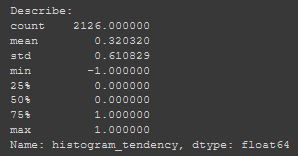 Describe:
count    2126.000000
mean        0.320320
std         0.610829
min        -1.000000
25%         0.000000
50%         0.000000
75%         1.000000
max         1.000000
Name: histogram_tendency, dtype: float64